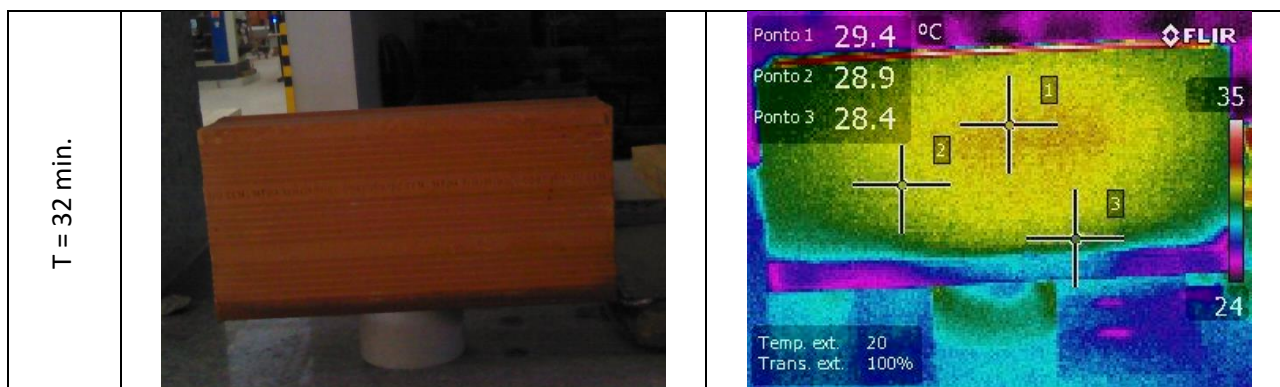 T = 32 min.
Ponto 1 29.4 °C
FLIR
Ponto 2 28.9
Ponto 3 28.4
1
2
3
35
24
Temp. ext. 20
Trans. ext. 100%